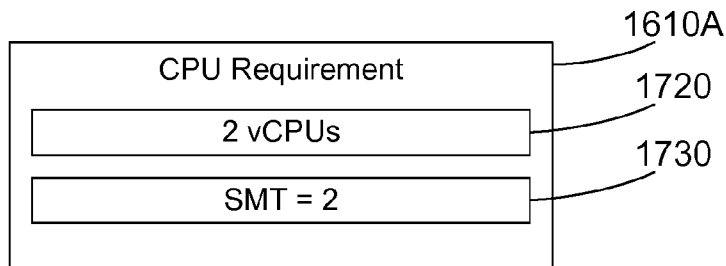 1610A
CPU Requirement
1720
2 vCPUs
1730
SMT = 2